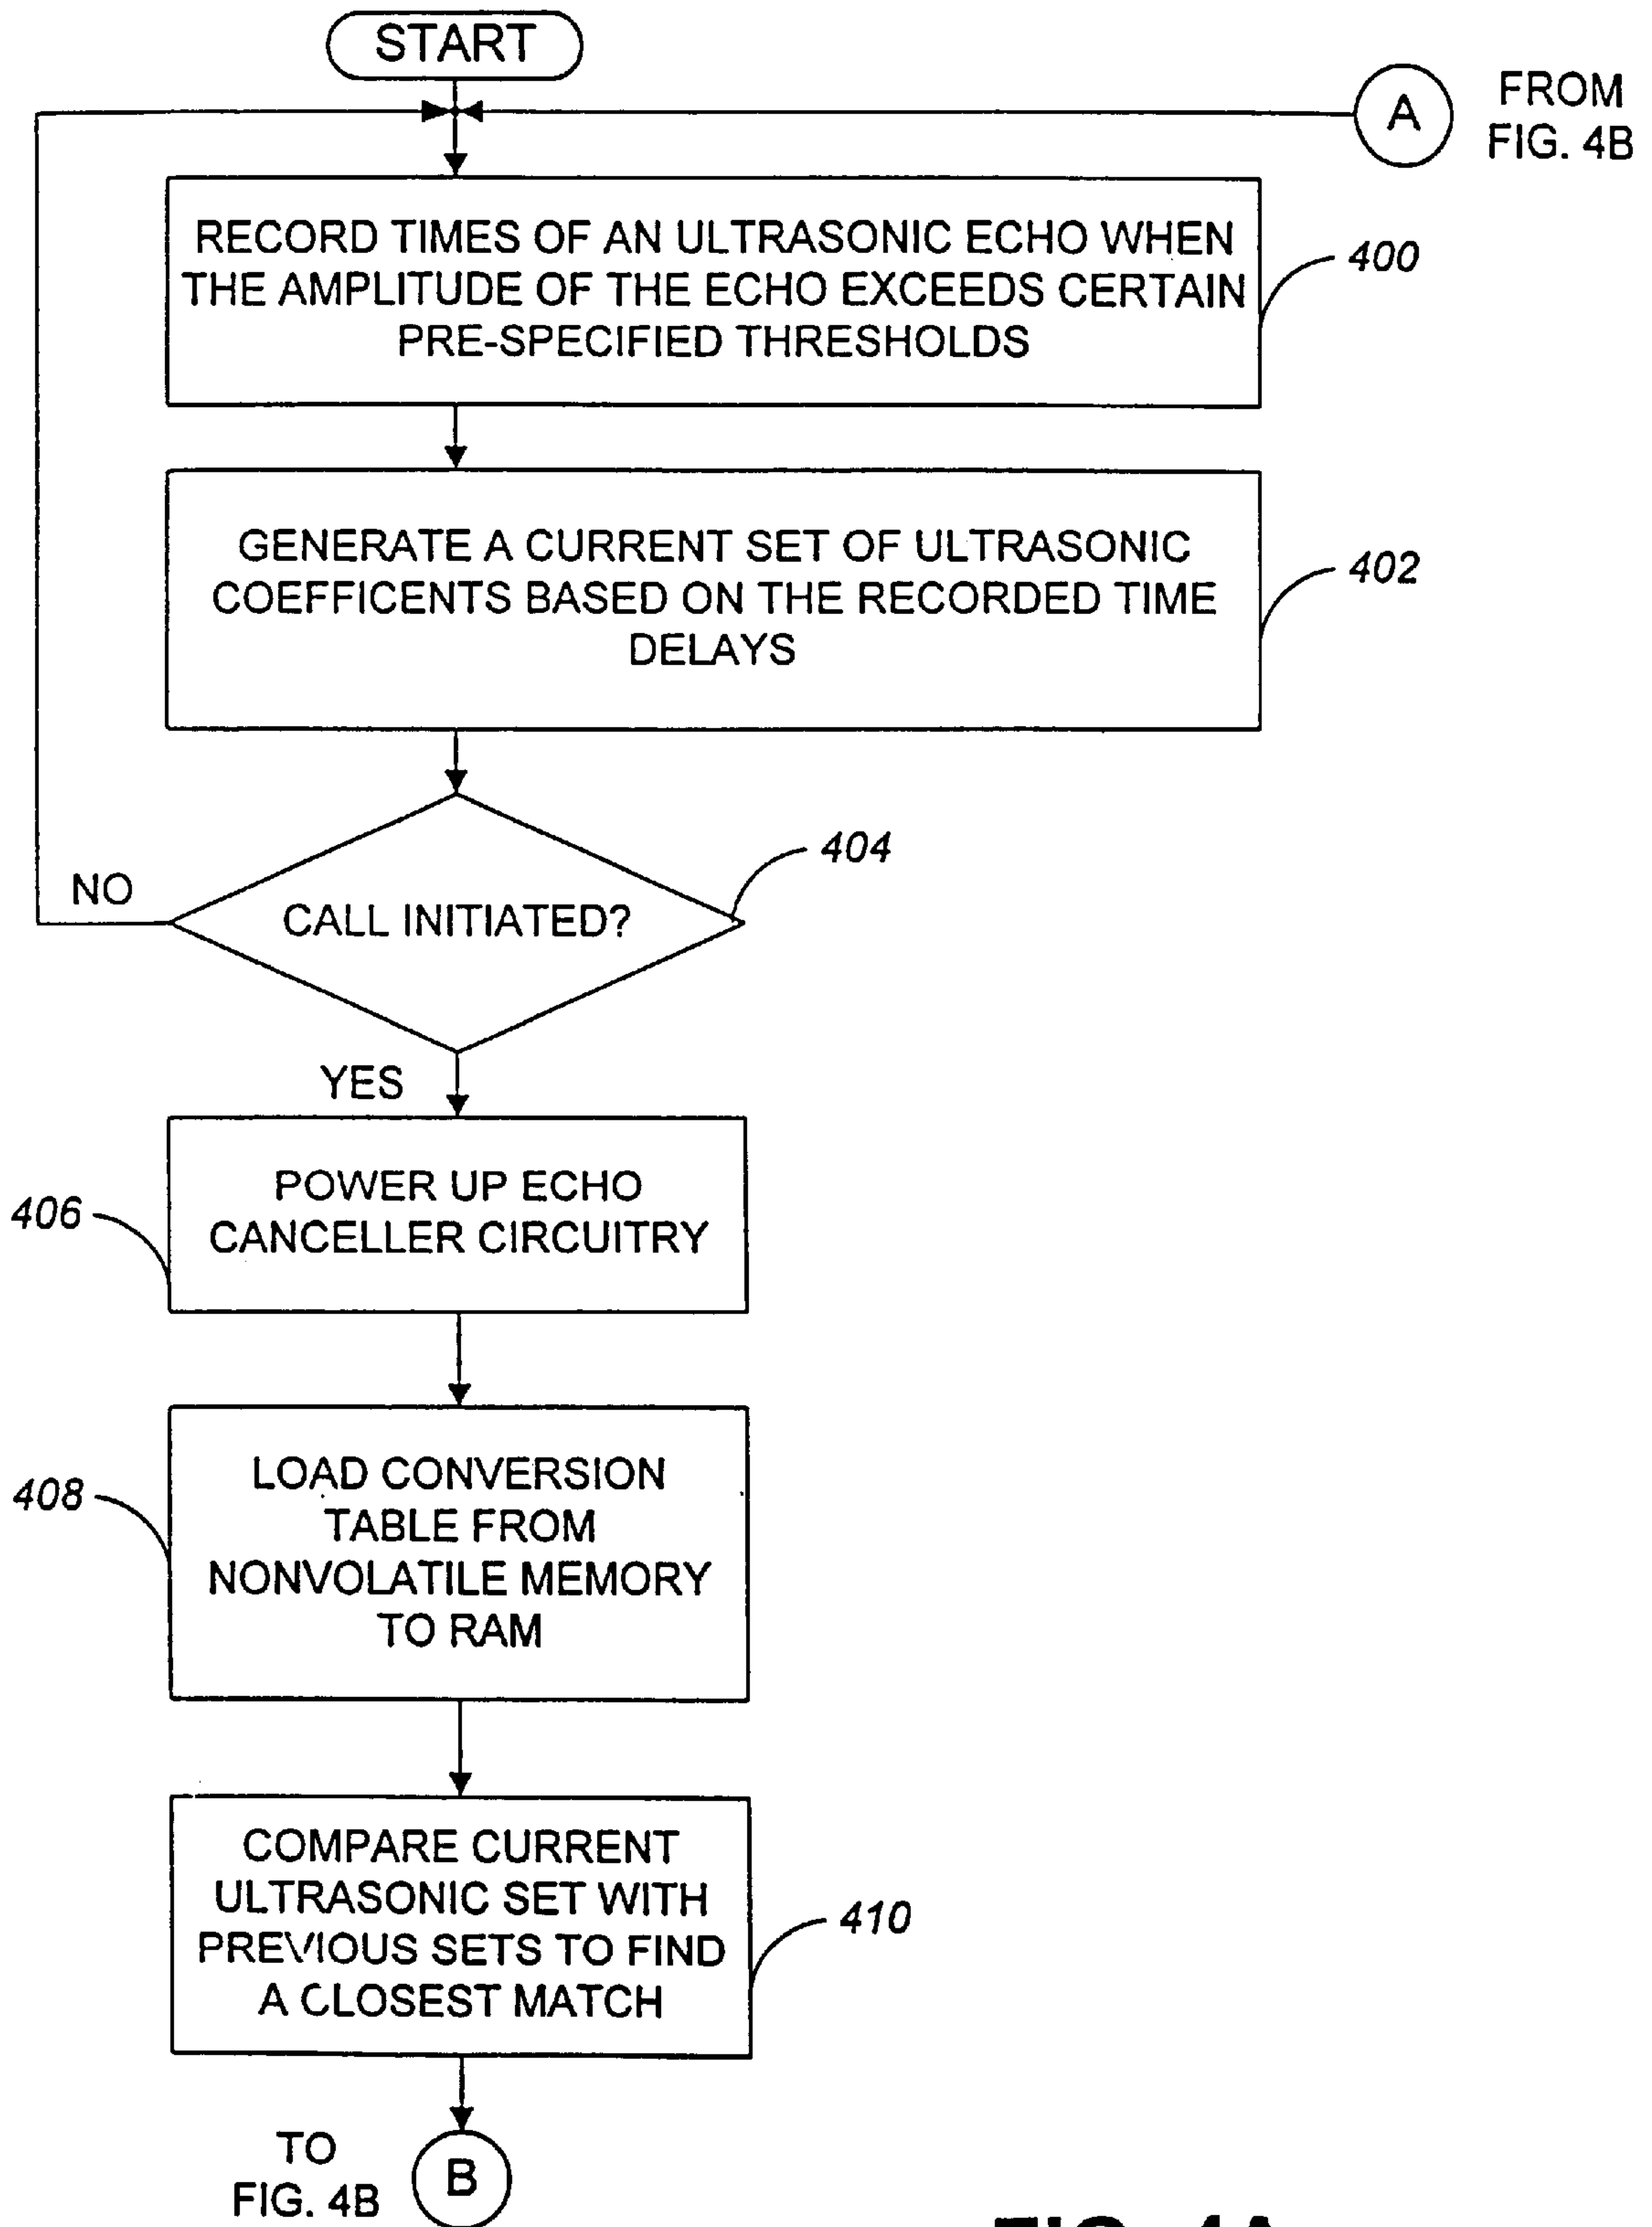 START
A
FROM
FIG. 4B
RECORD TIMES OF AN ULTRASONIC ECHO WHEN
THE AMPLITUDE OF THE ECHO EXCEEDS CERTAIN
PRE-SPECIFIED THRESHOLDS
400
GENERATE A CURRENT SET OF ULTRASONIC
COEFFICENTS BASED ON THE RECORDED TIME
DELAYS
402
404
NO
CALL INITIATED?
YES
POWER UP ECHO
CANCELLER CIRCUITRY
406
LOAD CONVERSION
TABLE FROM
NONVOLATILE MEMORY
TO RAM
408
COMPARE CURRENT
ULTRASONIC SET WITH
PREVIOUS SETS TO FIND
A CLOSEST MATCH
410
TO
FIG. 4B
B
FIG. 4A